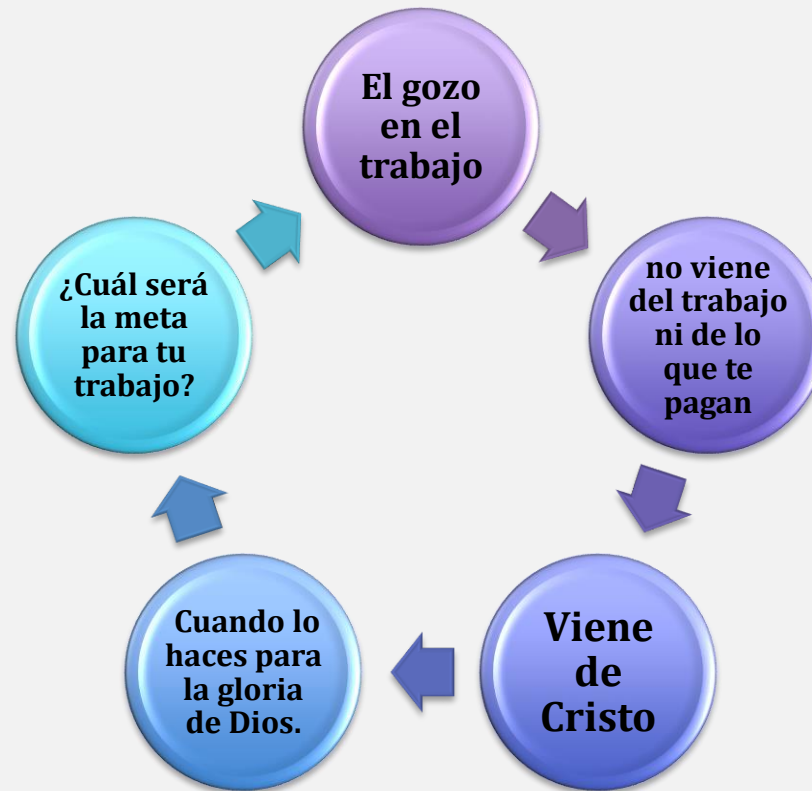 El gozo
en el
trabajo
no viene
del trabajo
ni de lo
que te
pagan
Viene
de
Cristo
Cuando lo
haces para
la gloria
de Dios.
¿Cuál será
la meta
para tu
trabajo?